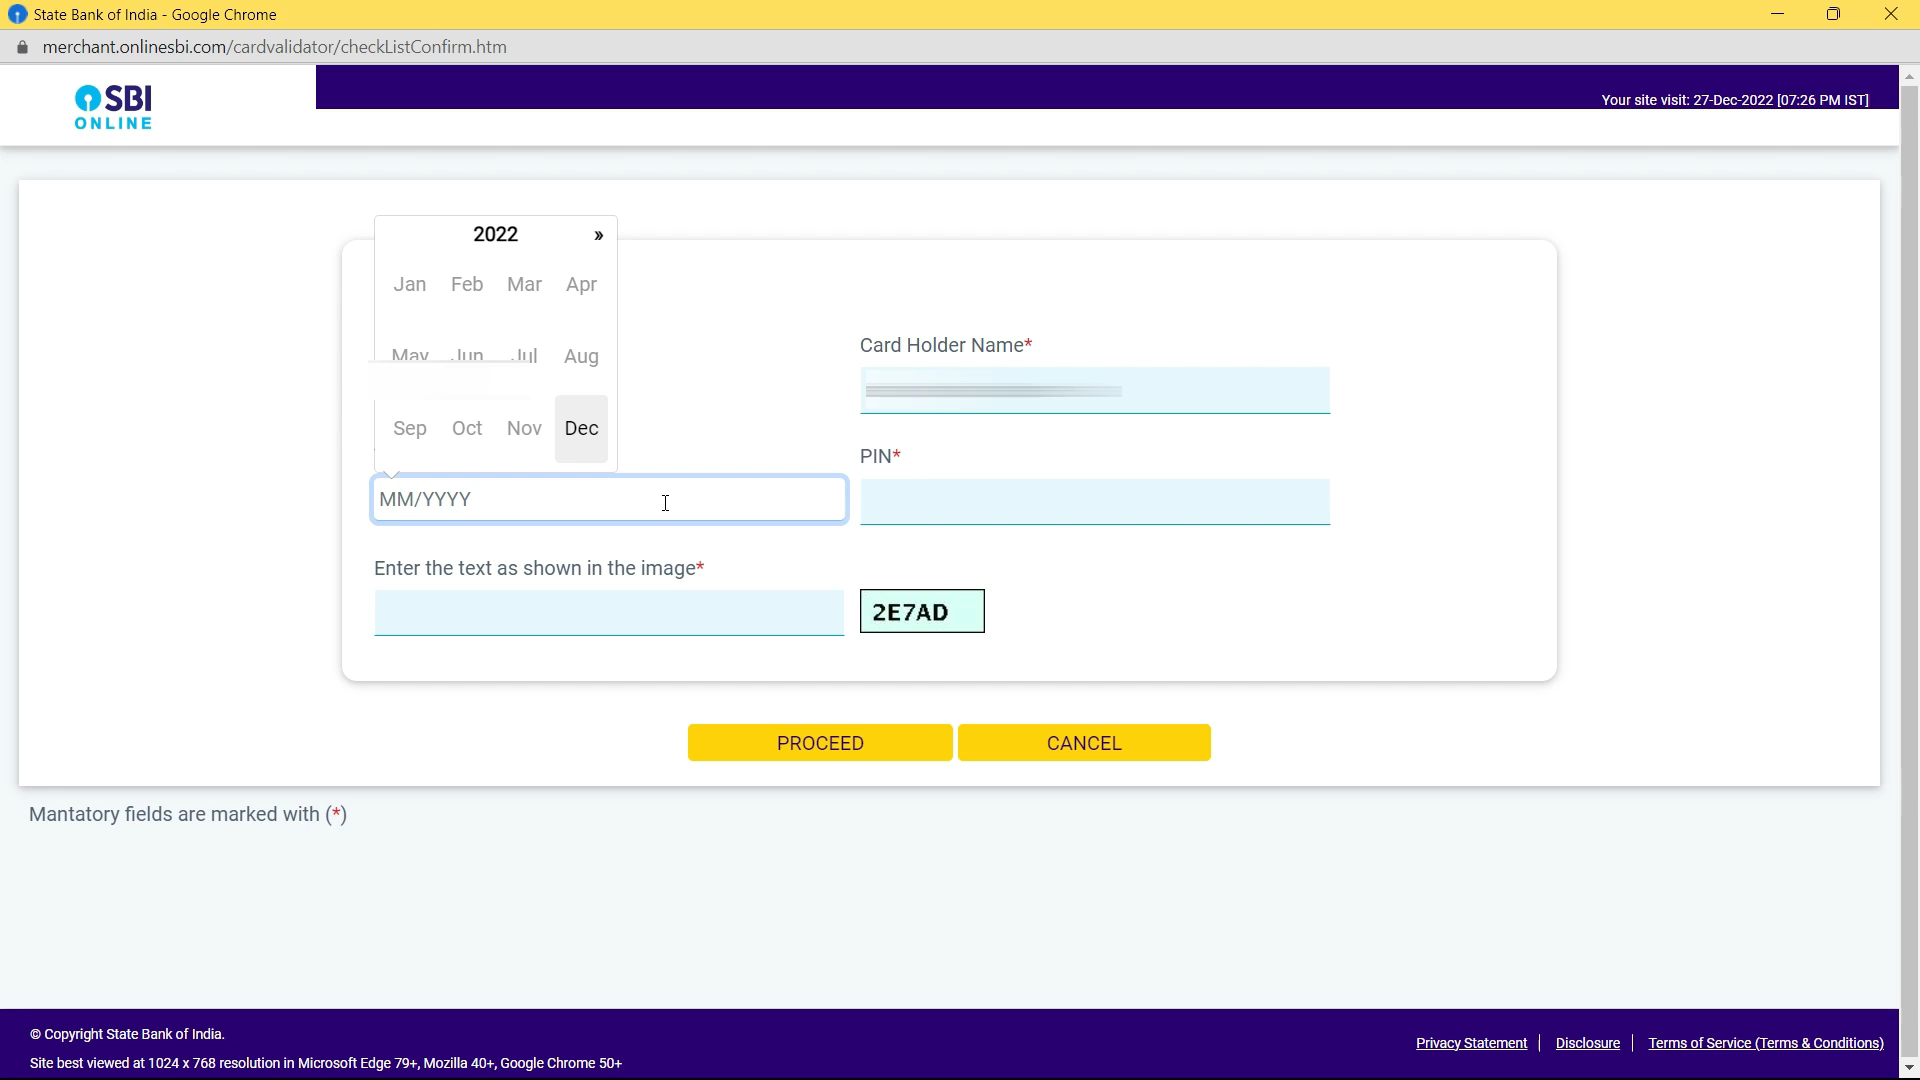 State Bank of India - Google Chrome
merchant.onlinesbi.com/cardvalidator/checkListConfirm.htm
SBI
ONLINE
Your site visit: 27-Dec-2022 [07:26 PM IST]
2022 »
Jan Feb Mar Apr
May Jun Jul Aug
Sep Oct Nov Dec
Card Holder Name*
PIN*
MM/YYYY
Enter the text as shown in the image*
2E7AD
PROCEED CANCEL
Mantatory fields are marked with (*)
© Copyright State Bank of India.
Site best viewed at 1024 x 768 resolution in Microsoft Edge 79+, Mozilla 40+, Google Chrome 50+
Privacy Statement Disclosure Terms of Service (Terms & Conditions)